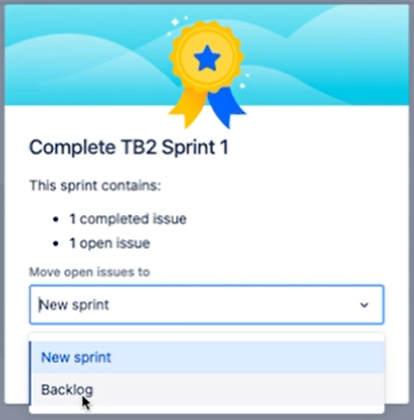 Complete TB2 Sprint 1
This sprint contains:
• 1 completed issue
• 1 open issue
Move open issues to
New sprint
New sprint
Backlog